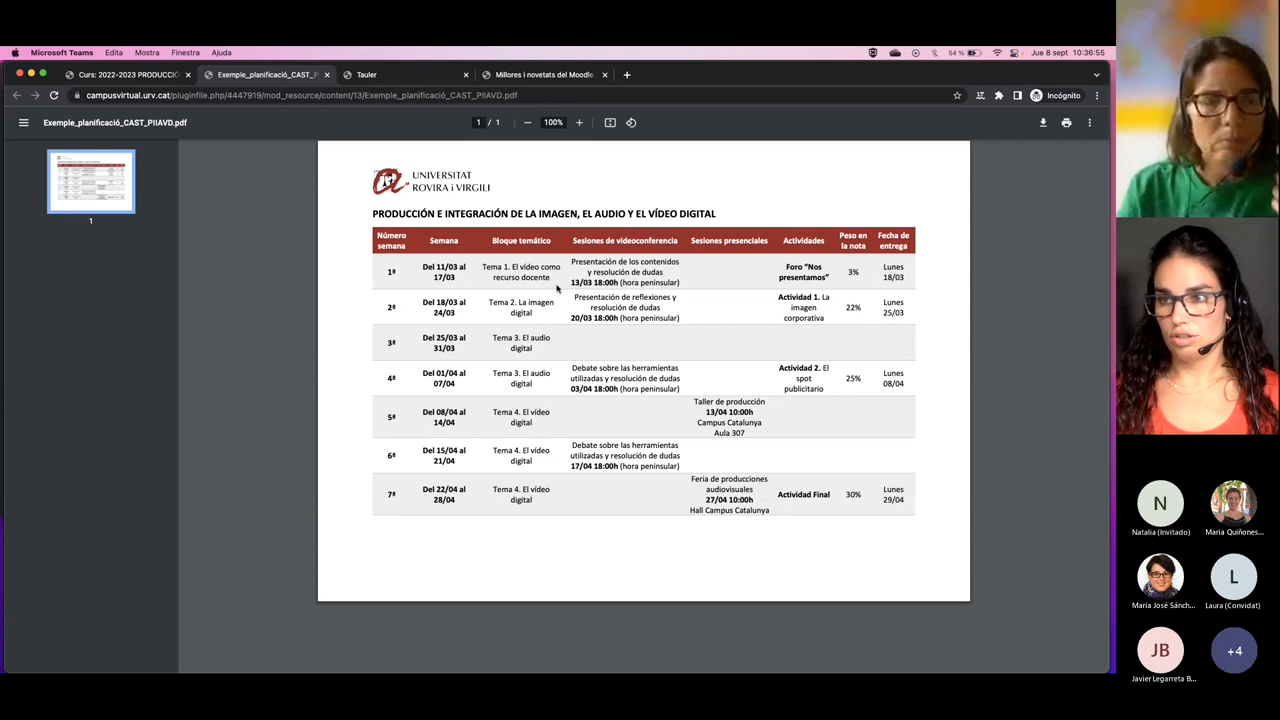 Microsoft Teams Edita Mostra Finestra Ajuda 54 % Jue 8 sept 10:36:55
Curs: 2022-2023 PRODUCCIÓ Exemple_planificació_CAST_P Tauler Millores i novetats del Moodle
campusvirtual.urv.cat/pluginfile.php/4447919/mod_resource/content/13/Exemple_planificació_CAST_PIIAVD.pdf Incógnito
Exemple_planificació_CAST_PIIAVD.pdf 1 / 1 100%
1
UNIVERSITAT
ROVIRA i VIRGILI
PRODUCCIÓN E INTEGRACIÓN DE LA IMAGEN, EL AUDIO Y EL VÍDEO DIGITAL
Número semana Semana Bloque temático Sesiones de videoconferencia Sesiones presenciales Actividades Peso en la nota Fecha de entrega
1ª Del 11/03 al 17/03 Tema 1. El vídeo como recurso docente Presentación de los contenidos y resolución de dudas 13/03 18:00h (hora peninsular) Foro “Nos presentamos” 3% Lunes 18/03
2ª Del 18/03 al 24/03 Tema 2. La imagen digital Presentación de reflexiones y resolución de dudas 20/03 18:00h (hora peninsular) Actividad 1. La imagen corporativa 22% Lunes 25/03
3ª Del 25/03 al 31/03 Tema 3. El audio digital
4ª Del 01/04 al 07/04 Tema 3. El audio digital Debate sobre las herramientas utilizadas y resolución de dudas 03/04 18:00h (hora peninsular) Actividad 2. El spot publicitario 25% Lunes 08/04
5ª Del 08/04 al 14/04 Tema 4. El vídeo digital Taller de producción 13/04 10:00h Campus Catalunya Aula 307
6ª Del 15/04 al 21/04 Tema 4. El vídeo digital Debate sobre las herramientas utilizadas y resolución de dudas 17/04 18:00h (hora peninsular)
7ª Del 22/04 al 28/04 Tema 4. El vídeo digital Feria de producciones audiovisuales 27/04 10:00h Hall Campus Catalunya Actividad Final 30% Lunes 29/04
N
Natalia (Invitado) Maria Quiñones...
L
María José Sánch... Laura (Convidat)
JB +4
Javier Legarreta B...